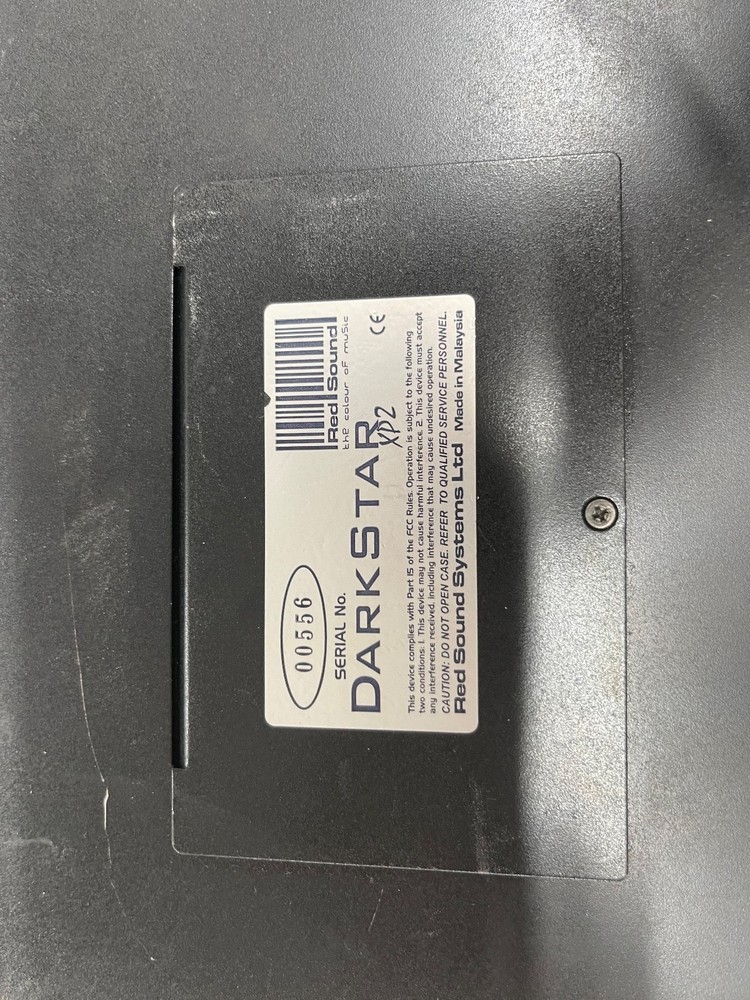 00556
SERIAL No.
Red Sound
the colour of music
DARKSTAR
XP2
CE
This device complies with Part 15 of the FCC Rules. Operation is subject to the following
two conditions: 1. This device may not cause harmful interference. 2. This device must accept
any interference received, including interference that may cause undesired operation.
CAUTION: DO NOT OPEN CASE. REFER TO QUALIFIED SERVICE PERSONNEL.
Red Sound Systems Ltd Made in Malaysia